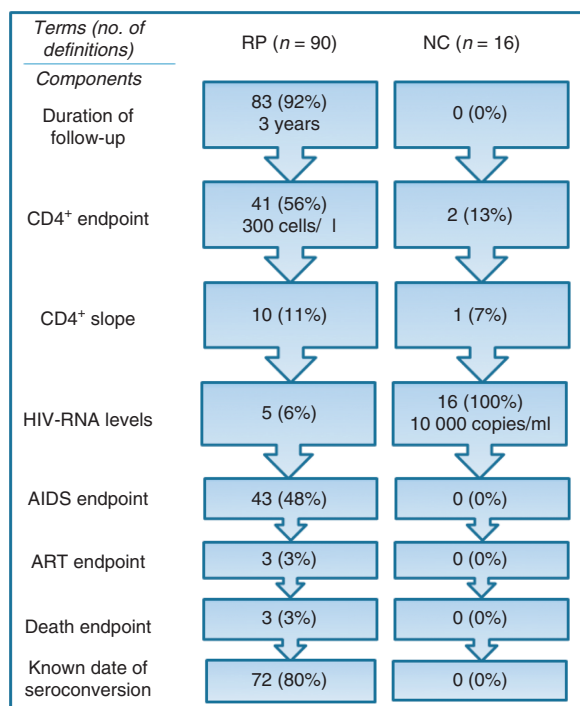 Terms (no. of definitions)
RP (n = 90)
NC (n = 16)
Components
Duration of follow-up
83 (92%)
3 years
0 (0%)
CD4+ endpoint
41 (56%)
300 cells/ l
2 (13%)
CD4+ slope
10 (11%)
1 (7%)
HIV-RNA levels
5 (6%)
16 (100%)
10 000 copies/ml
AIDS endpoint
43 (48%)
0 (0%)
ART endpoint
3 (3%)
0 (0%)
Death endpoint
3 (3%)
0 (0%)
Known date of seroconversion
72 (80%)
0 (0%)